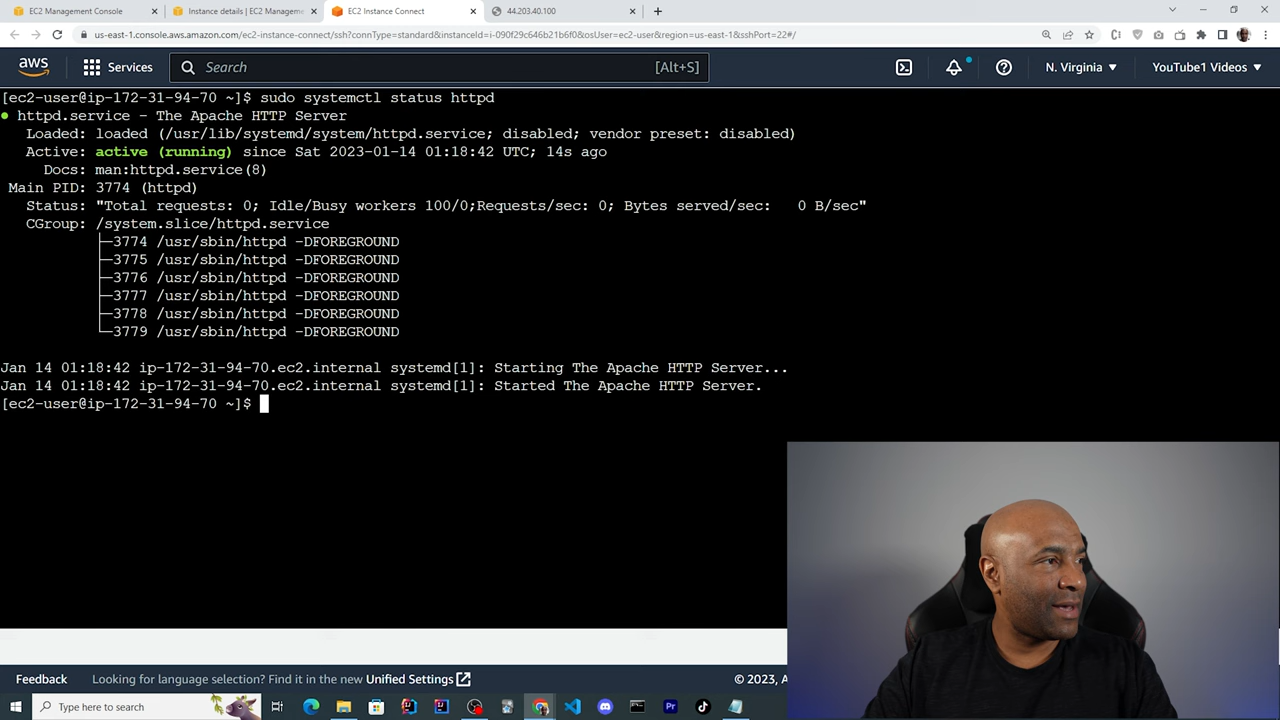 EC2 Management Console
Instance details | EC2 Manageme
EC2 Instance Connect
44.203.40.100
us-east-1.console.aws.amazon.com/ec2-instance-connect/ssh?connType=standard&instanceId=i-090f29c646b21b6f0&osUser=ec2-user&region=us-east-1&sshPort=22#/
aws Services Search [Alt+S] N. Virginia YouTube1 Videos
[ec2-user@ip-172-31-94-70 ~]$ sudo systemctl status httpd
● httpd.service - The Apache HTTP Server
Loaded: loaded (/usr/lib/systemd/system/httpd.service; disabled; vendor preset: disabled)
Active: active (running) since Sat 2023-01-14 01:18:42 UTC; 14s ago
Docs: man:httpd.service(8)
Main PID: 3774 (httpd)
Status: "Total requests: 0; Idle/Busy workers 100/0;Requests/sec: 0; Bytes served/sec:   0 B/sec"
CGroup: /system.slice/httpd.service
├─3774 /usr/sbin/httpd -DFOREGROUND
├─3775 /usr/sbin/httpd -DFOREGROUND
├─3776 /usr/sbin/httpd -DFOREGROUND
├─3777 /usr/sbin/httpd -DFOREGROUND
├─3778 /usr/sbin/httpd -DFOREGROUND
└─3779 /usr/sbin/httpd -DFOREGROUND
Jan 14 01:18:42 ip-172-31-94-70.ec2.internal systemd[1]: Starting The Apache HTTP Server...
Jan 14 01:18:42 ip-172-31-94-70.ec2.internal systemd[1]: Started The Apache HTTP Server.
[ec2-user@ip-172-31-94-70 ~]$
Feedback Looking for language selection? Find it in the new Unified Settings © 2023, A
Type here to search